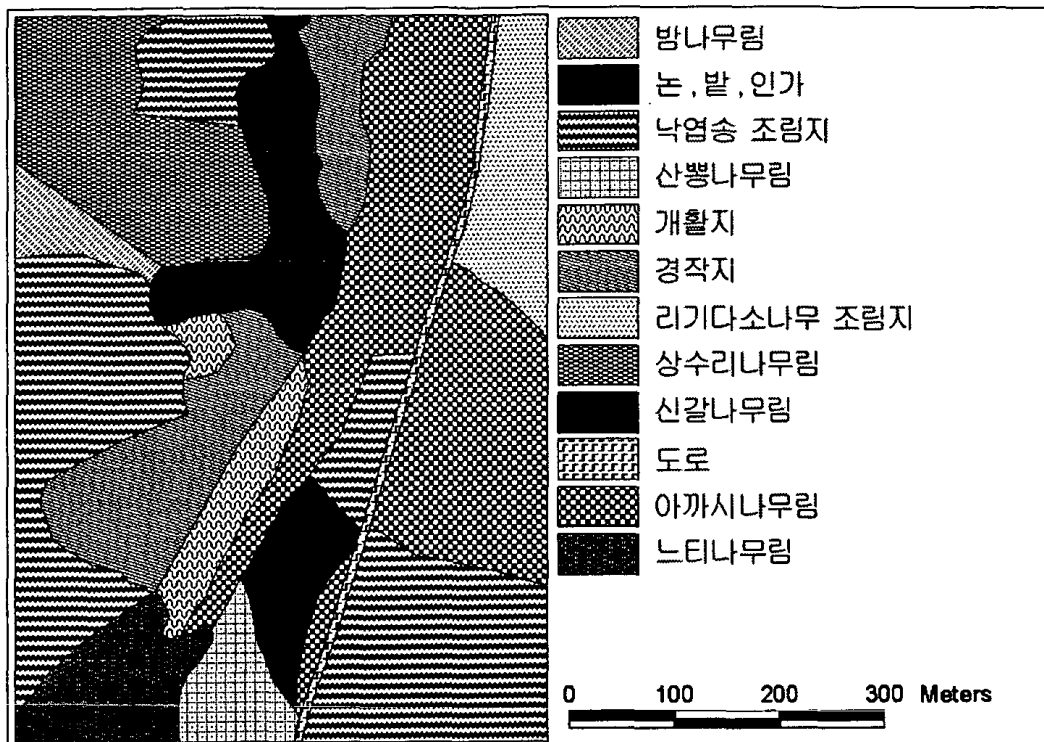 밤나무림
논,밭,인가
낙엽송 조림지
산뽕나무림
개활지
경작지
리기다소나무 조림지
상수리나무림
신갈나무림
도로
아까시나무림
느티나무림
0 100 200 300 Meters